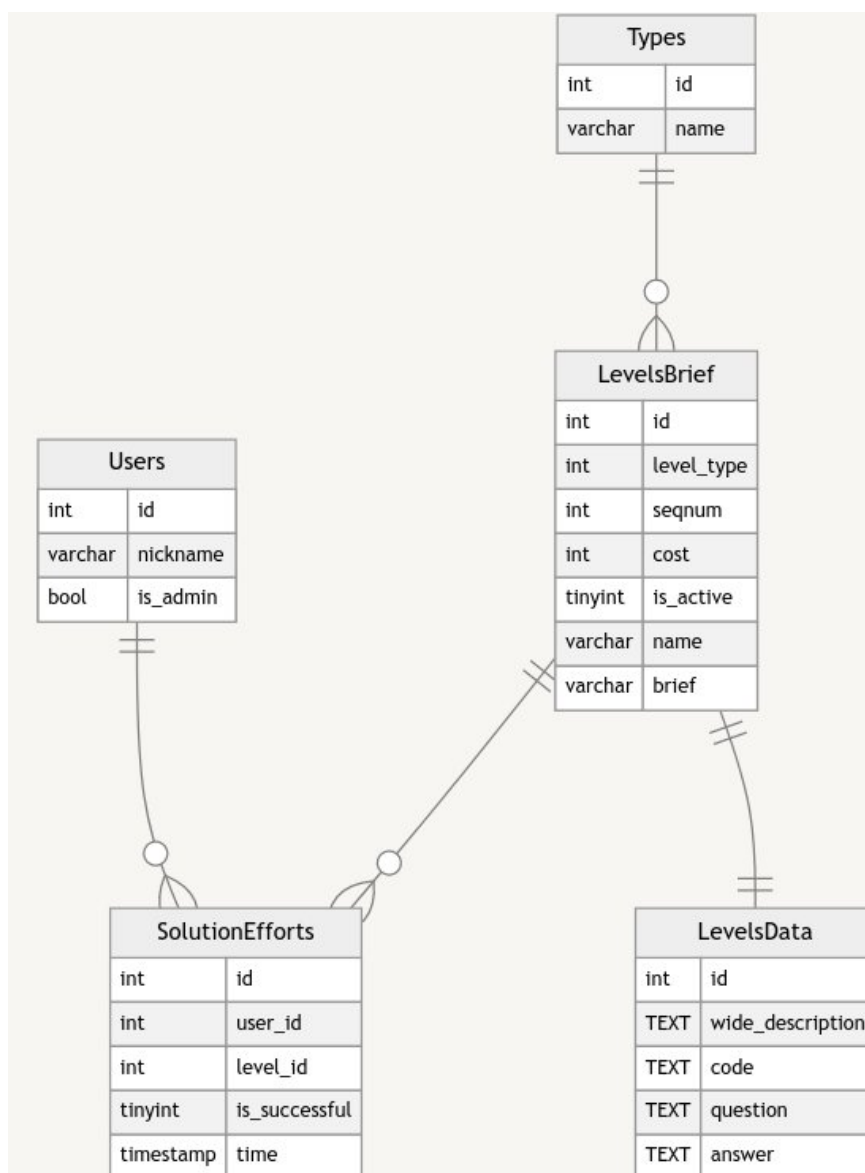 Types
int id
varchar name
LevelsBrief
int id
int level_type
int seqnum
int cost
tinyint is_active
varchar name
varchar brief
Users
int id
varchar nickname
bool is_admin
SolutionEfforts
int id
int user_id
int level_id
tinyint is_successful
timestamp time
LevelsData
int id
TEXT wide_description
TEXT code
TEXT question
TEXT answer